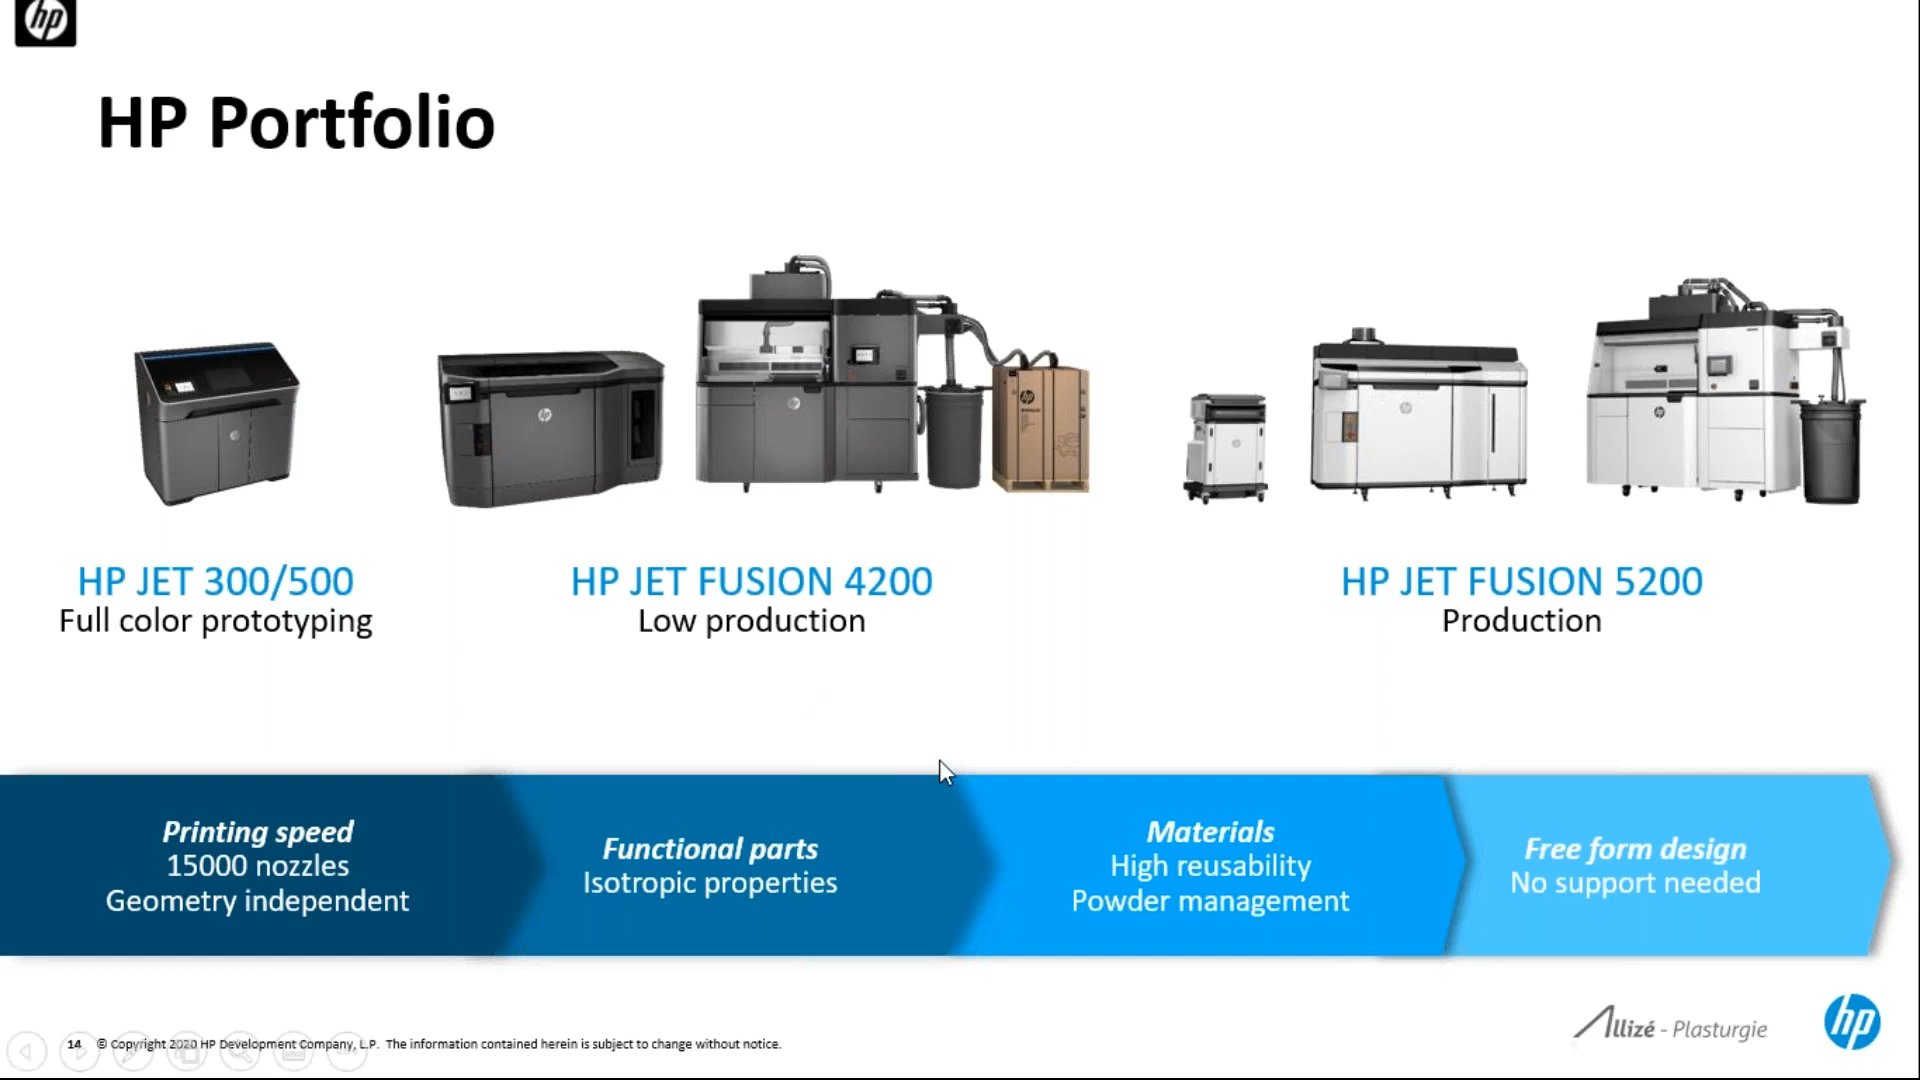 hp
HP Portfolio
HP JET 300/500
Full color prototyping
HP JET FUSION 4200
Low production
HP JET FUSION 5200
Production
Printing speed
15000 nozzles
Geometry independent
Functional parts
Isotropic properties
Materials
High reusability
Powder management
Free form design
No support needed
14 © Copyright 2020 HP Development Company, L.P. The information contained herein is subject to change without notice.
Allizé - Plasturgie
hp